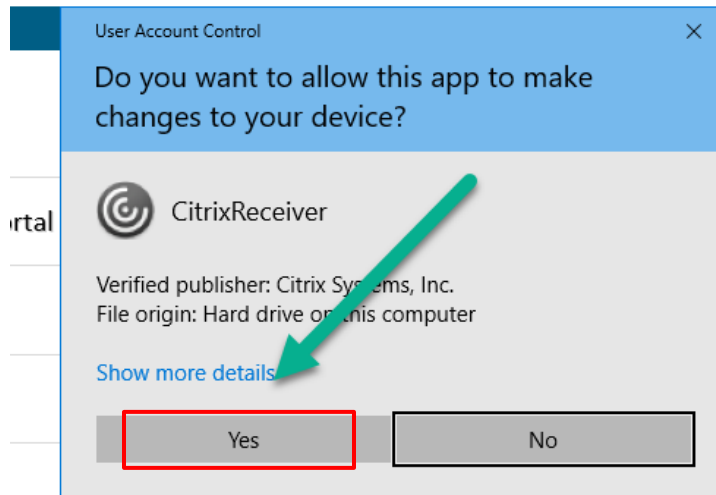 User Account Control
Do you want to allow this app to make
changes to your device?
rtal
CitrixReceiver
Verified publisher: Citrix Systems, Inc.
File origin: Hard drive on this computer
Show more details
Yes
No